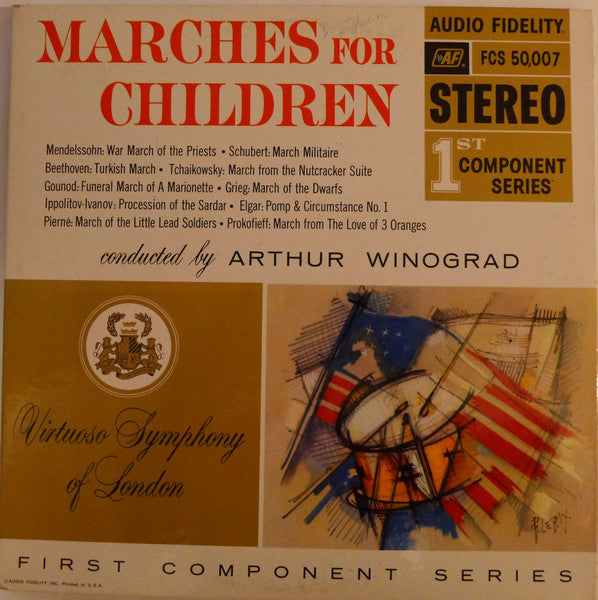 MARCHES FOR
CHILDREN
AUDIO FIDELITY
AF FCS 50,007
STEREO
1ST
COMPONENT
SERIES
Mendelssohn: War March of the Priests • Schubert: March Militaire
Beethoven: Turkish March • Tchaikovsky: March from the Nutcracker Suite
Gounod: Funeral March of A Marionette • Grieg: March of the Dwarfs
Ippolitov-Ivanov: Procession of the Sardar • Elgar: Pomp & Circumstance No. 1
Pierné: March of the Little Lead Soldiers • Prokofieff: March from The Love of 3 Oranges
conducted by ARTHUR WINOGRAD
Virtuoso Symphony
of London
FIRST COMPONENT SERIES
©AUDIO FIDELITY INC. Printed in U.S.A.